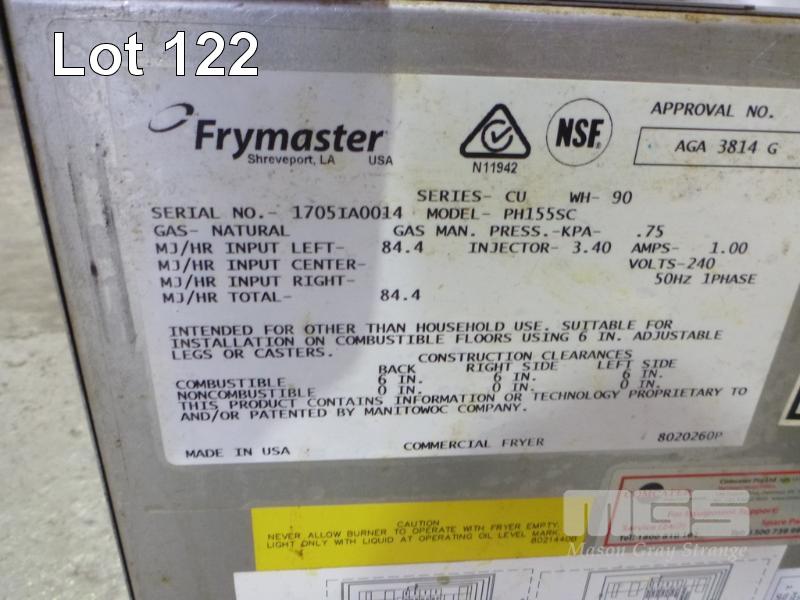 Lot 122
Frymaster
Shreveport, LA USA
N11942
NSF
APPROVAL NO.
AGA 3814 G
SERIES- CU WH- 90
SERIAL NO.- 1705IA0014 MODEL- PH155SC
GAS- NATURAL GAS MAN. PRESS.-KPA- .75
MJ/HR INPUT LEFT- 84.4 INJECTOR- 3.40 AMPS- 1.00
MJ/HR INPUT CENTER- VOLTS-240
MJ/HR INPUT RIGHT- 50HZ 1PHASE
MJ/HR TOTAL- 84.4
INTENDED FOR OTHER THAN HOUSEHOLD USE. SUITABLE FOR
INSTALLATION ON COMBUSTIBLE FLOORS USING 6 IN. ADJUSTABLE
LEGS OR CASTERS.
CONSTRUCTION CLEARANCES
BACK RIGHT SIDE LEFT SIDE
COMBUSTIBLE 6 IN. 6 IN. 6 IN.
NONCOMBUSTIBLE 0 IN. 0 IN. 0 IN.
THIS PRODUCT CONTAINS INFORMATION OR TECHNOLOGY PROPRIETARY TO
AND/OR PATENTED BY MANITOWOC COMPANY.
MADE IN USA COMMERCIAL FRYER 8020260P
CAUTION
NEVER ALLOW BURNER TO OPERATE WITH FRYER EMPTY.
LIGHT ONLY WITH LIQUID AT OPERATING OIL LEVEL MARK.
8021440B
COMCATER
For Equipment Support:
MGS
Mason Gray Strange